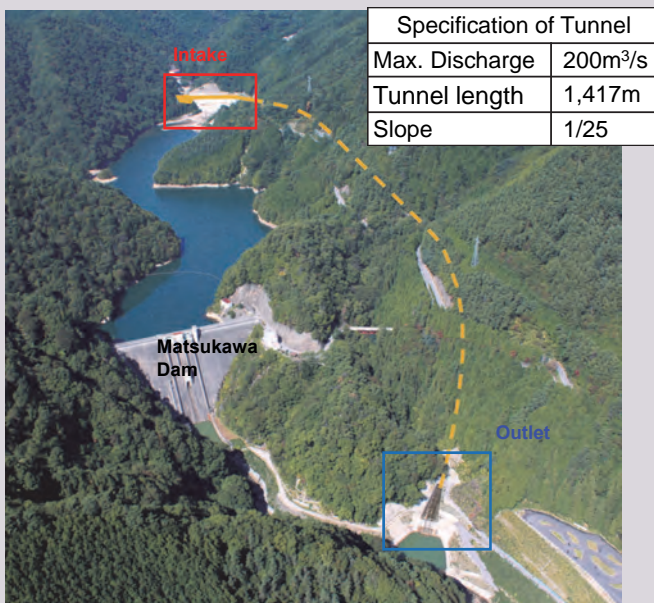 Specification of Tunnel
Max. Discharge 200m³/s
Tunnel length 1,417m
Slope 1/25
Intake
Matsukawa
Dam
Outlet